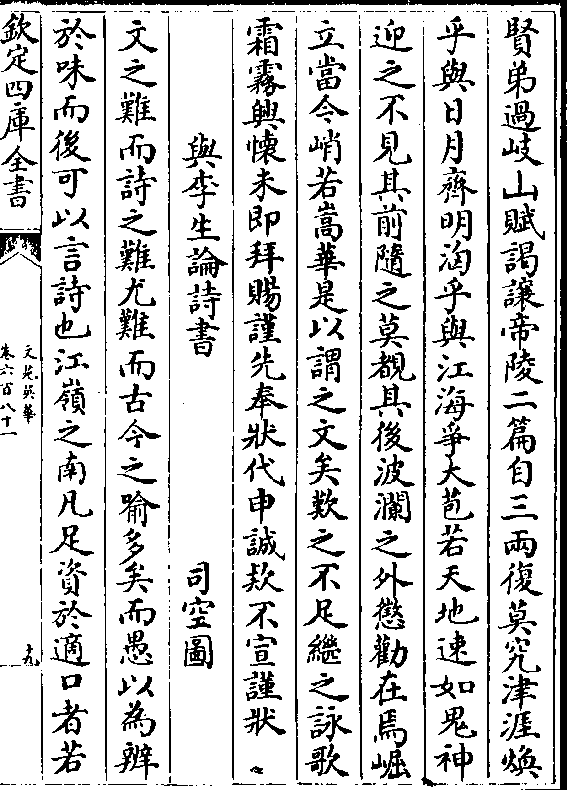 賢弟過岐山賦謁讓帝陵二篇自三兩復莫究津涯煥
乎與日月齊明洶乎與江海爭大苞若天地速如鬼神
迎之不見其前隨之莫覩其後波瀾之外懲勸在焉崛
立當今峭若嵩華是以謂之文矣歎之不足繼之詠歌
霜霧興懷未即拜賜謹先奉狀代申誠欵不宣謹狀
與李生論詩書 司空圖
文之難而詩之難尤難而古今之喻多矣而愚以為辨
於味而後可以言詩也江嶺之南凡足資於適口者若
欽定四庫全書
文苑英華
卷六百八十一
十九